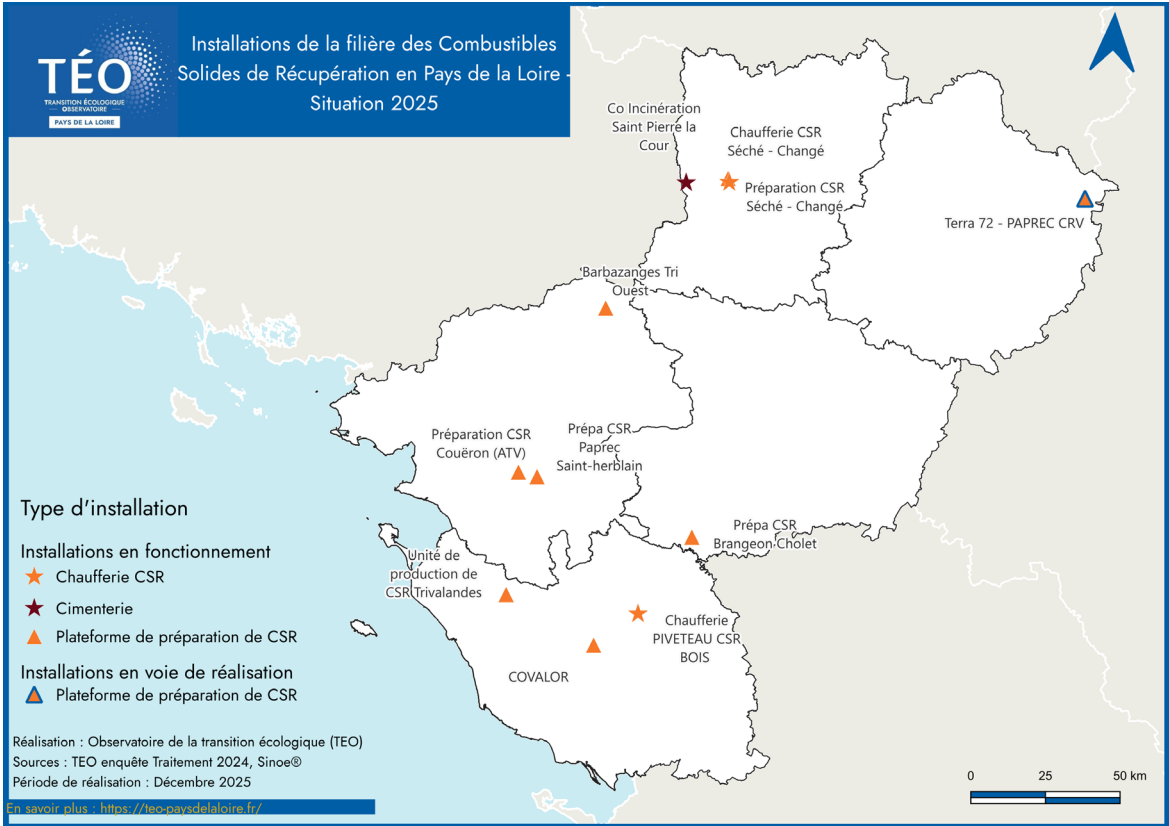 TÉO
TRANSITION ÉCOLOGIQUE
OBSERVATOIRE
PAYS DE LA LOIRE
Installations de la filière des Combustibles
Solides de Récupération en Pays de la Loire -
Situation 2025
Co Incinération
Saint Pierre la
Cour
Chaufferie CSR
Séché - Changé
Préparation CSR
Séché - Changé
Terra 72 - PAPREC CRV
'Barbazanges Tri
Ouest
Préparation CSR
Couëron (ATV)
Prépa CSR
Paprec
Saint-herblain
Prépa CSR
Brangeon Cholet
Unité de
production de
CSR Trivalandes
Chaufferie
PIVETEAU CSR
BOIS
COVALOR
Type d'installation
Installations en fonctionnement
Chaufferie CSR
Cimenterie
Plateforme de préparation de CSR
Installations en voie de réalisation
Plateforme de préparation de CSR
Réalisation : Observatoire de la transition écologique (TEO)
Sources : TEO enquête Traitement 2024, Sinoe®
Période de réalisation : Décembre 2025
En savoir plus : https://teo-paysdelaloire.fr/
0 25 50 km